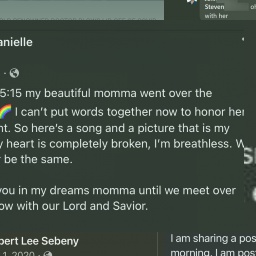 Steven
with her
anielle
5:15 my beautiful momma went over the
🌈 I can't put words together now to honor her
nt. So here's a song and a picture that is my
y heart is completely broken, I'm breathless. W
r be the same.
you in my dreams momma until we meet over
ow with our Lord and Savior.
bert Lee Sebeny
1, 2020 ·
I am sharing a pos
morning. I am post